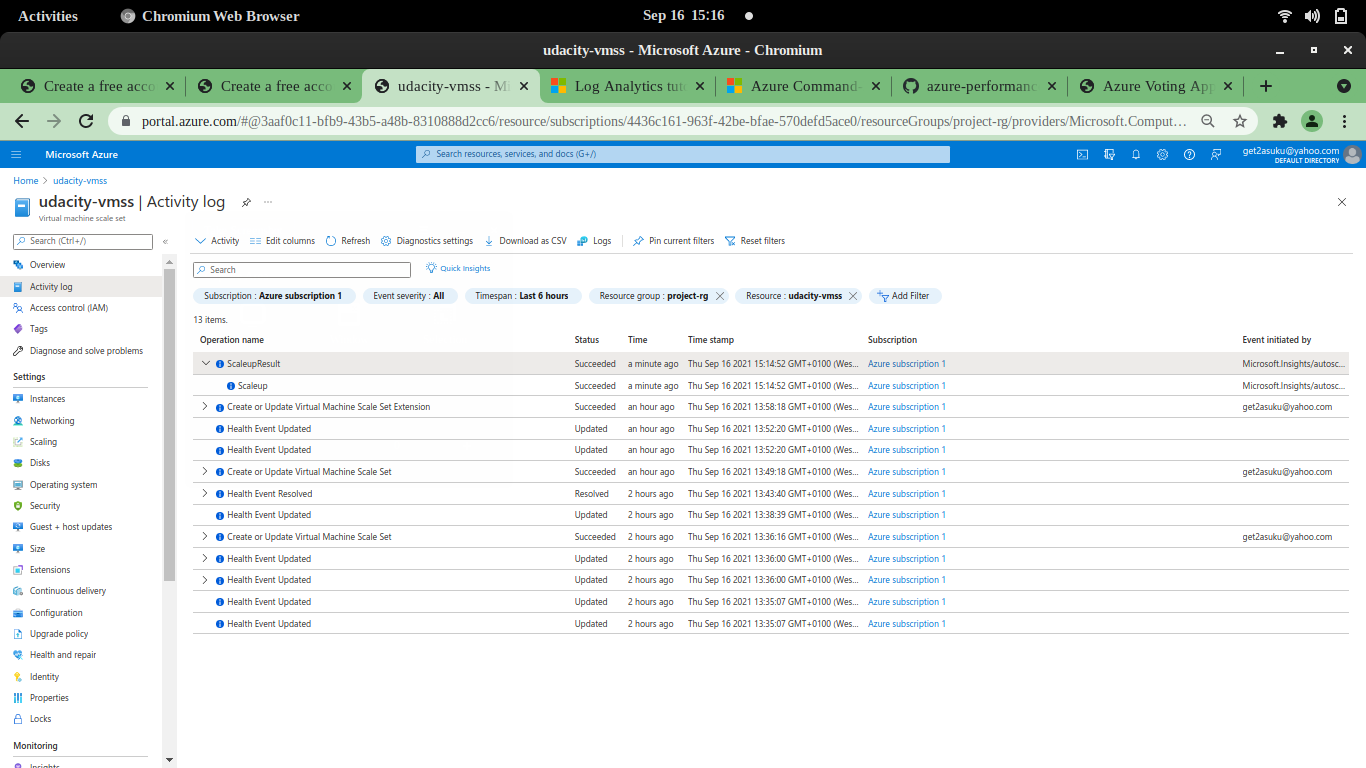 Activities Chromium Web Browser Sep 16 15:16
udacity-vmss - Microsoft Azure - Chromium
Create a free acco Create a free acco udacity-vmss - Mi Log Analytics tut Azure Command- azure-performanc Azure Voting App
portal.azure.com/#@3aaf0c11-bfb9-43b5-a48b-8310888d2cc6/resource/subscriptions/4436c161-963f-42be-bfae-570defd5ace0/resourceGroups/project-rg/providers/Microsoft.Comput…
Microsoft Azure Search resources, services, and docs (G+/) get2asuku@yahoo.com
DEFAULT DIRECTORY
Home > udacity-vmss
udacity-vmss | Activity log ...
Virtual machine scale set
Search (Ctrl+/) «
Overview
Activity log
Access control (IAM)
Tags
Diagnose and solve problems
Settings
Instances
Networking
Scaling
Disks
Operating system
Security
Guest + host updates
Size
Extensions
Continuous delivery
Configuration
Upgrade policy
Health and repair
Identity
Properties
Locks
Monitoring
Insights
Activity Edit columns Refresh Diagnostics settings Download as CSV Logs Pin current filters Reset filters
Search Quick Insights
Subscription : Azure subscription 1 Event severity : All Timespan : Last 6 hours Resource group : project-rg Resource : udacity-vmss Add Filter
13 items.
Operation name Status Time Time stamp Subscription Event initiated by
ScaleupResult Succeeded a minute ago Thu Sep 16 2021 15:14:52 GMT+0100 (Wes... Azure subscription 1 Microsoft.Insights/autosc...
Scaleup Succeeded a minute ago Thu Sep 16 2021 15:14:52 GMT+0100 (Wes... Azure subscription 1 Microsoft.Insights/autosc...
Create or Update Virtual Machine Scale Set Extension Succeeded an hour ago Thu Sep 16 2021 13:58:18 GMT+0100 (Wes... Azure subscription 1 get2asuku@yahoo.com
Health Event Updated Updated an hour ago Thu Sep 16 2021 13:52:20 GMT+0100 (Wes... Azure subscription 1
Health Event Updated Updated an hour ago Thu Sep 16 2021 13:52:20 GMT+0100 (Wes... Azure subscription 1
Create or Update Virtual Machine Scale Set Succeeded an hour ago Thu Sep 16 2021 13:49:18 GMT+0100 (Wes... Azure subscription 1 get2asuku@yahoo.com
Health Event Resolved Resolved 2 hours ago Thu Sep 16 2021 13:43:40 GMT+0100 (Wes... Azure subscription 1
Health Event Updated Updated 2 hours ago Thu Sep 16 2021 13:38:39 GMT+0100 (Wes... Azure subscription 1
Create or Update Virtual Machine Scale Set Succeeded 2 hours ago Thu Sep 16 2021 13:36:16 GMT+0100 (Wes... Azure subscription 1 get2asuku@yahoo.com
Health Event Updated Updated 2 hours ago Thu Sep 16 2021 13:36:00 GMT+0100 (Wes... Azure subscription 1
Health Event Updated Updated 2 hours ago Thu Sep 16 2021 13:36:00 GMT+0100 (Wes... Azure subscription 1
Health Event Updated Updated 2 hours ago Thu Sep 16 2021 13:35:07 GMT+0100 (Wes... Azure subscription 1
Health Event Updated Updated 2 hours ago Thu Sep 16 2021 13:35:07 GMT+0100 (Wes... Azure subscription 1